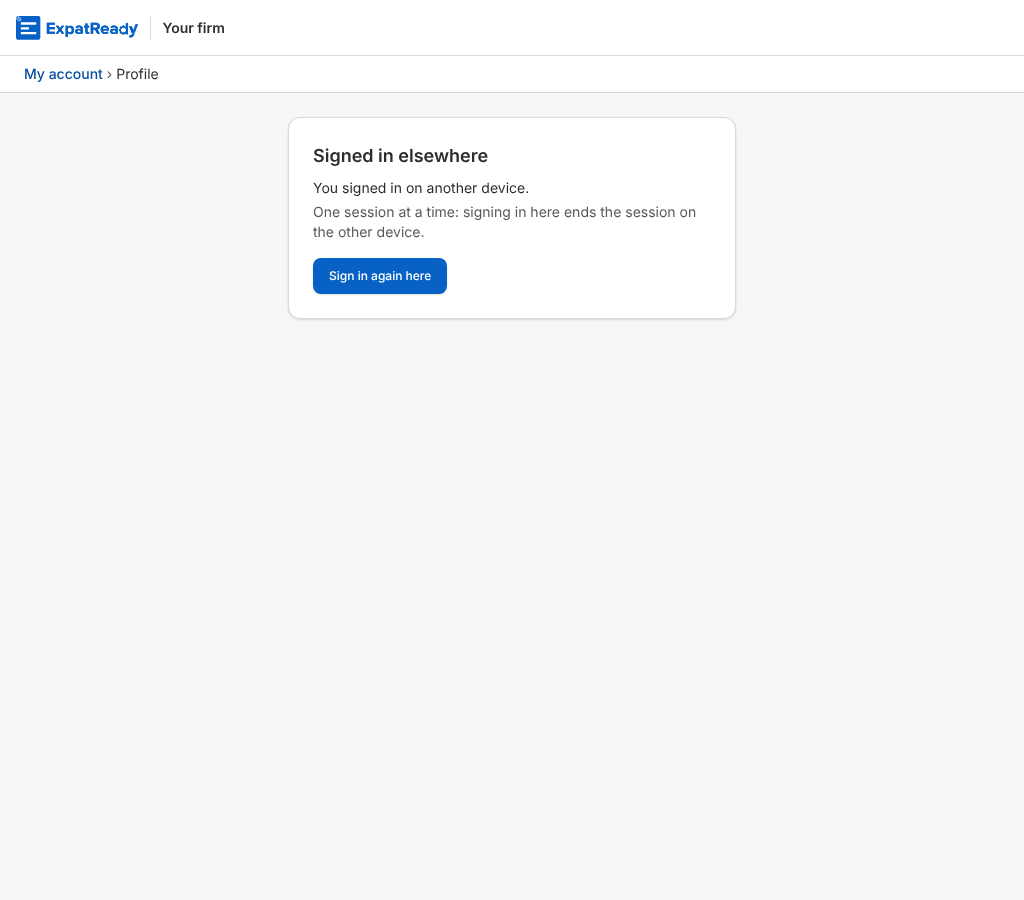 ExpatReady
Your firm
My account › Profile
Signed in elsewhere
You signed in on another device.
One session at a time: signing in here ends the session on
the other device.
Sign in again here